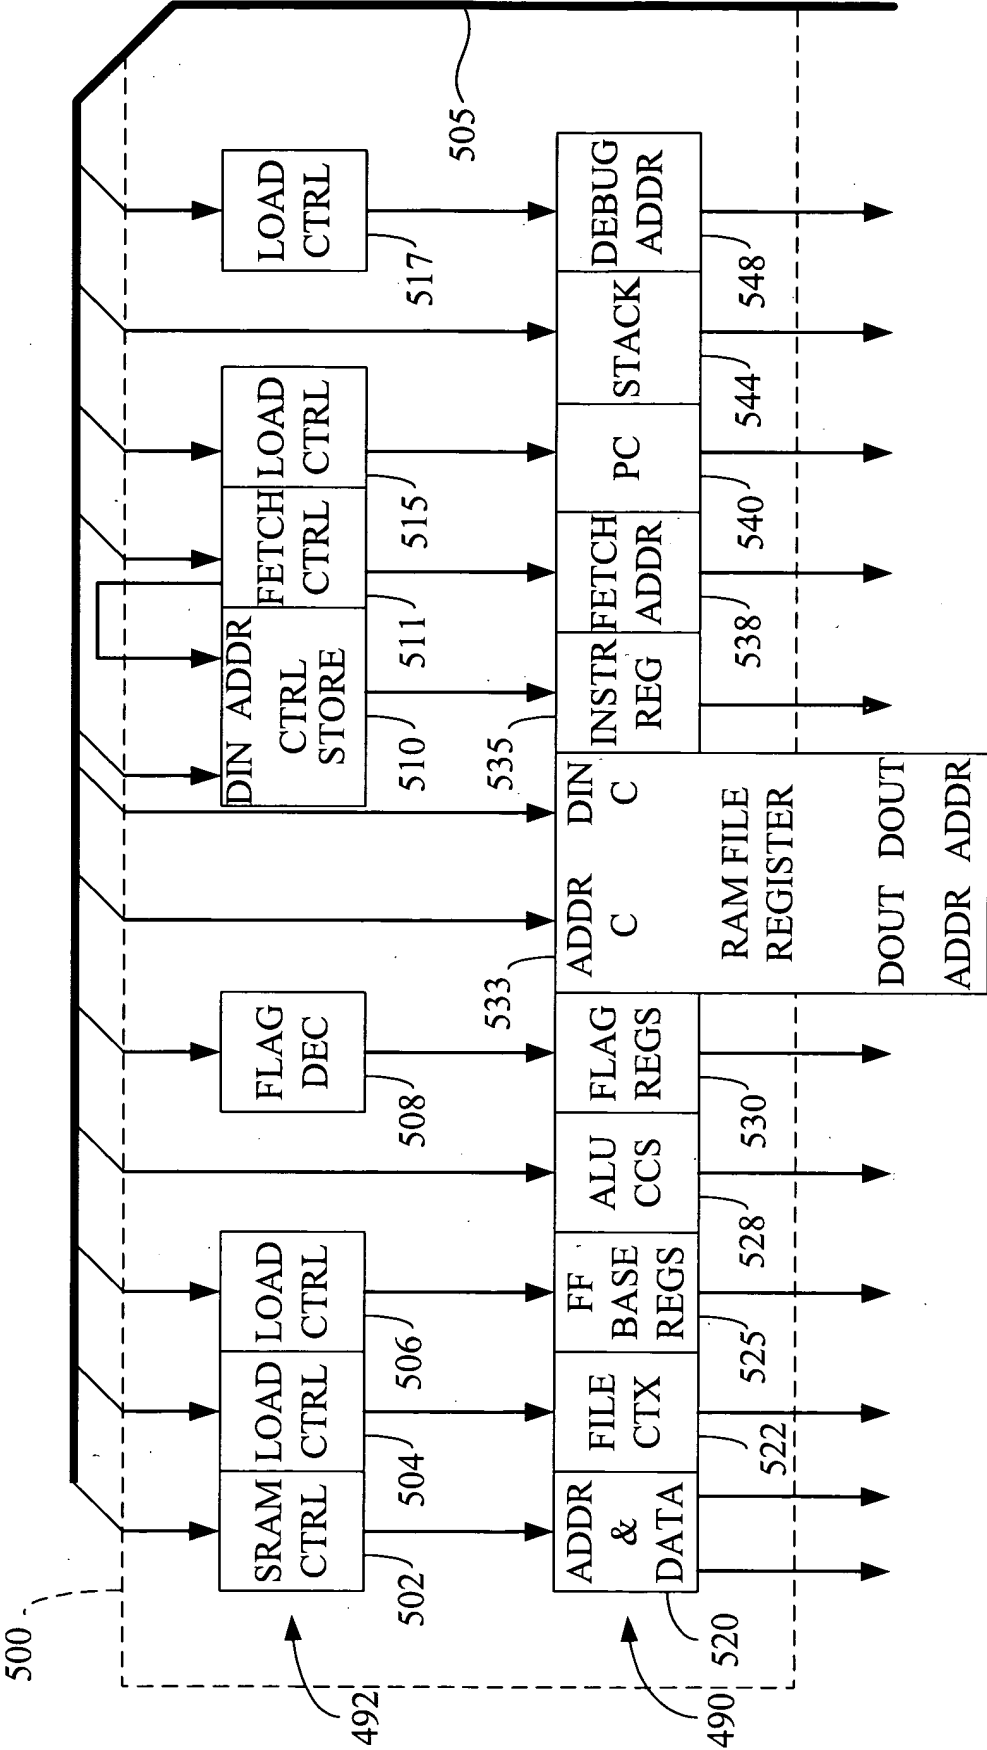 500
492
SRAM
CTRL
502
LOAD
CTRL
504
LOAD
CTRL
506
FLAG
DEC
508
DIN ADDR
CTRL
STORE
510
FETCH
CTRL
511
LOAD
CTRL
515
LOAD
CTRL
517
505
490
ADDR
&
DATA
520
FILE
CTX
522
FF
BASE
REGS
525
ALU
CCS
528
FLAG
REGS
530
533
ADDR DIN
C C
RAM FILE
REGISTER
DOUT DOUT
ADDR ADDR
535
INSTR
REG
FETCH
ADDR
538
PC
540
STACK
544
DEBUG
ADDR
548